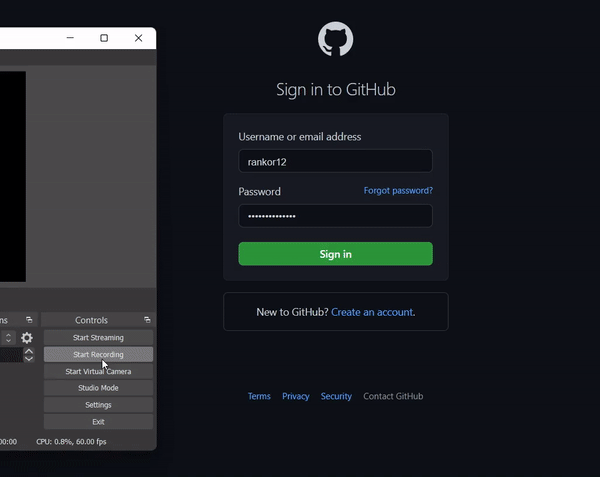 Sign in to GitHub
Username or email address
rankor12
Password Forgot password?
Sign in
New to GitHub? Create an account.
Terms Privacy Security Contact GitHub
ns Controls
Start Streaming
Start Recording
Start Virtual Camera
Studio Mode
Settings
Exit
00:00 CPU: 0.8%, 60.00 fps